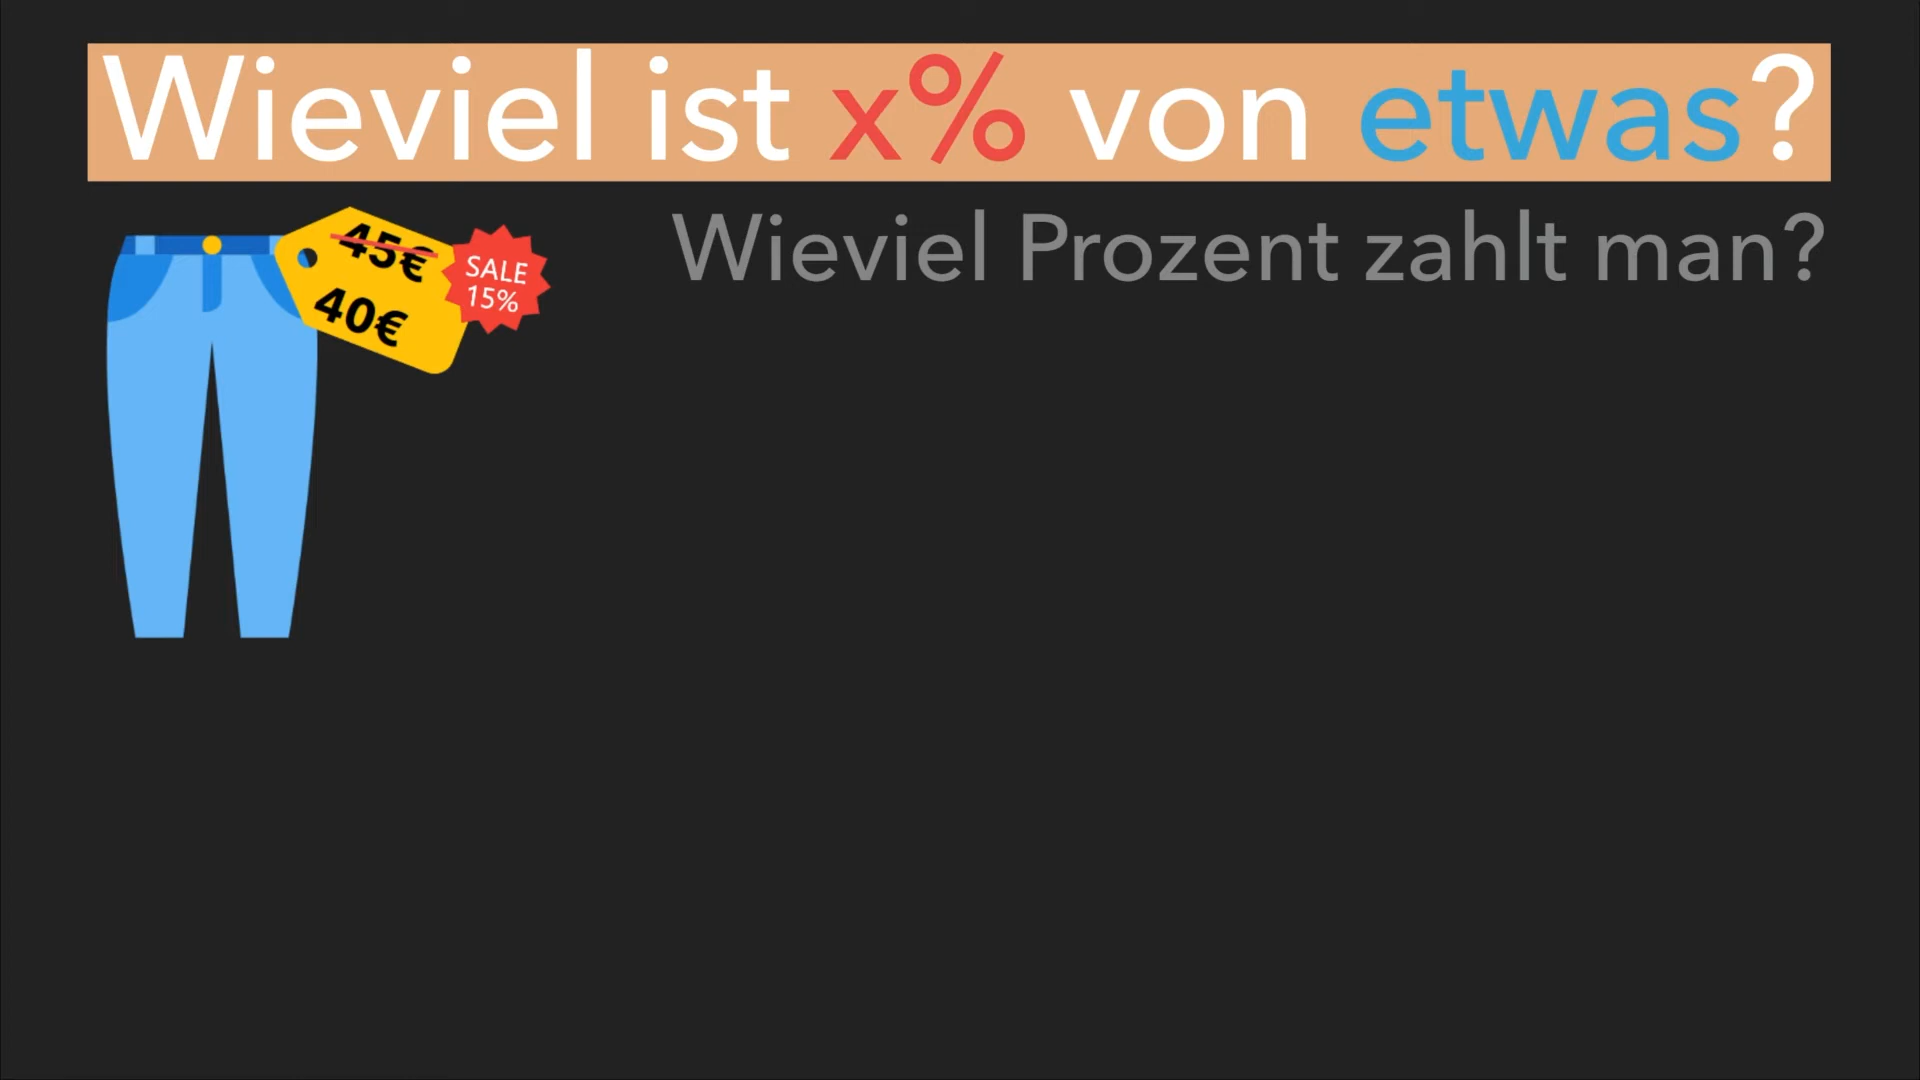 Wieviel ist x% von etwas?
Wieviel Prozent zahlt man?
45€
40€
SALE
15%